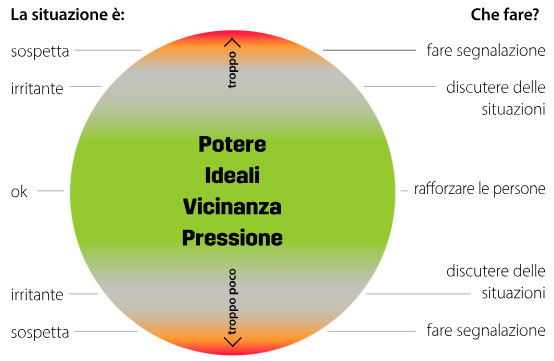 La situazione è:
Che fare?
sospetta
troppo
fare segnalazione
irritante
discutere delle
situazioni
Potere
Ideali
Vicinanza
Pressione
ok
rafforzare le persone
irritante
troppo poco
discutere delle
situazioni
sospetta
fare segnalazione